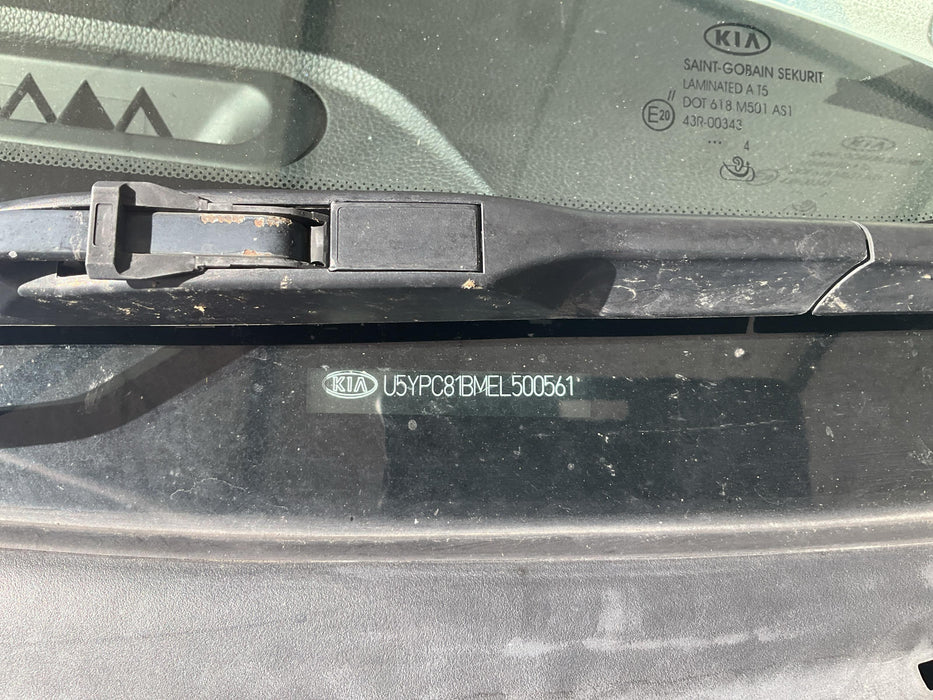 KIA
SAINT-GOBAIN SEKURIT
LAMINATED A T5
DOT 618 M501 AS1
E20 43R-00343
... 4
KIA U5YPC81BMEL500561